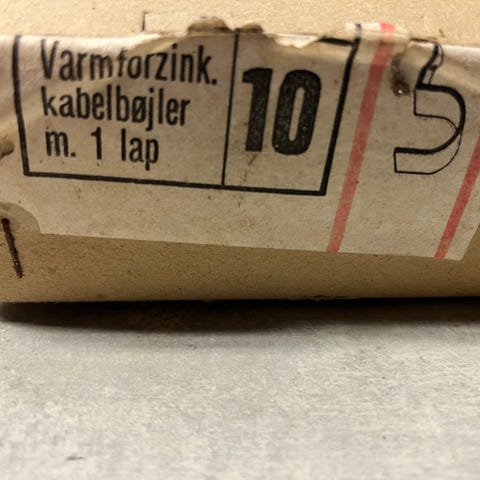 Varmforzink.
kabelbøjler
m. 1 lap
10